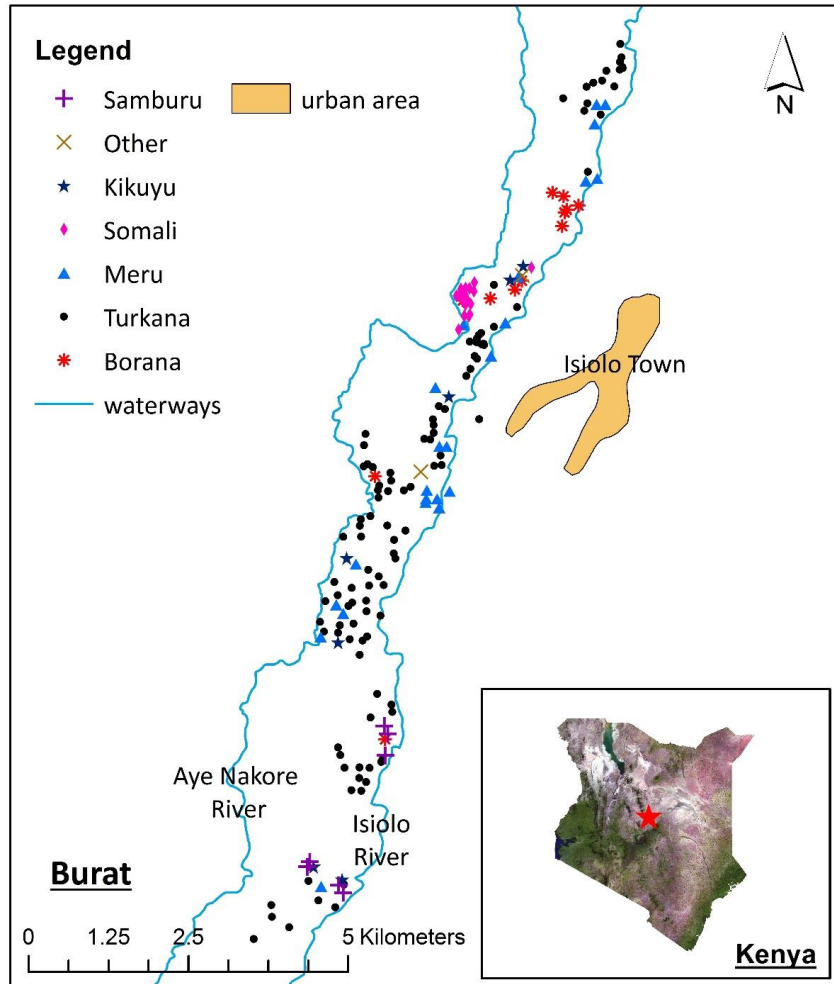 Legend
Samburu
urban area
Other
Kikuyu
Somali
Meru
Turkana
Borana
waterways
N
Isiolo Town
Aye Nakore
River
Isiolo
River
Burat
0 1.25 2.5 5 Kilometers
Kenya